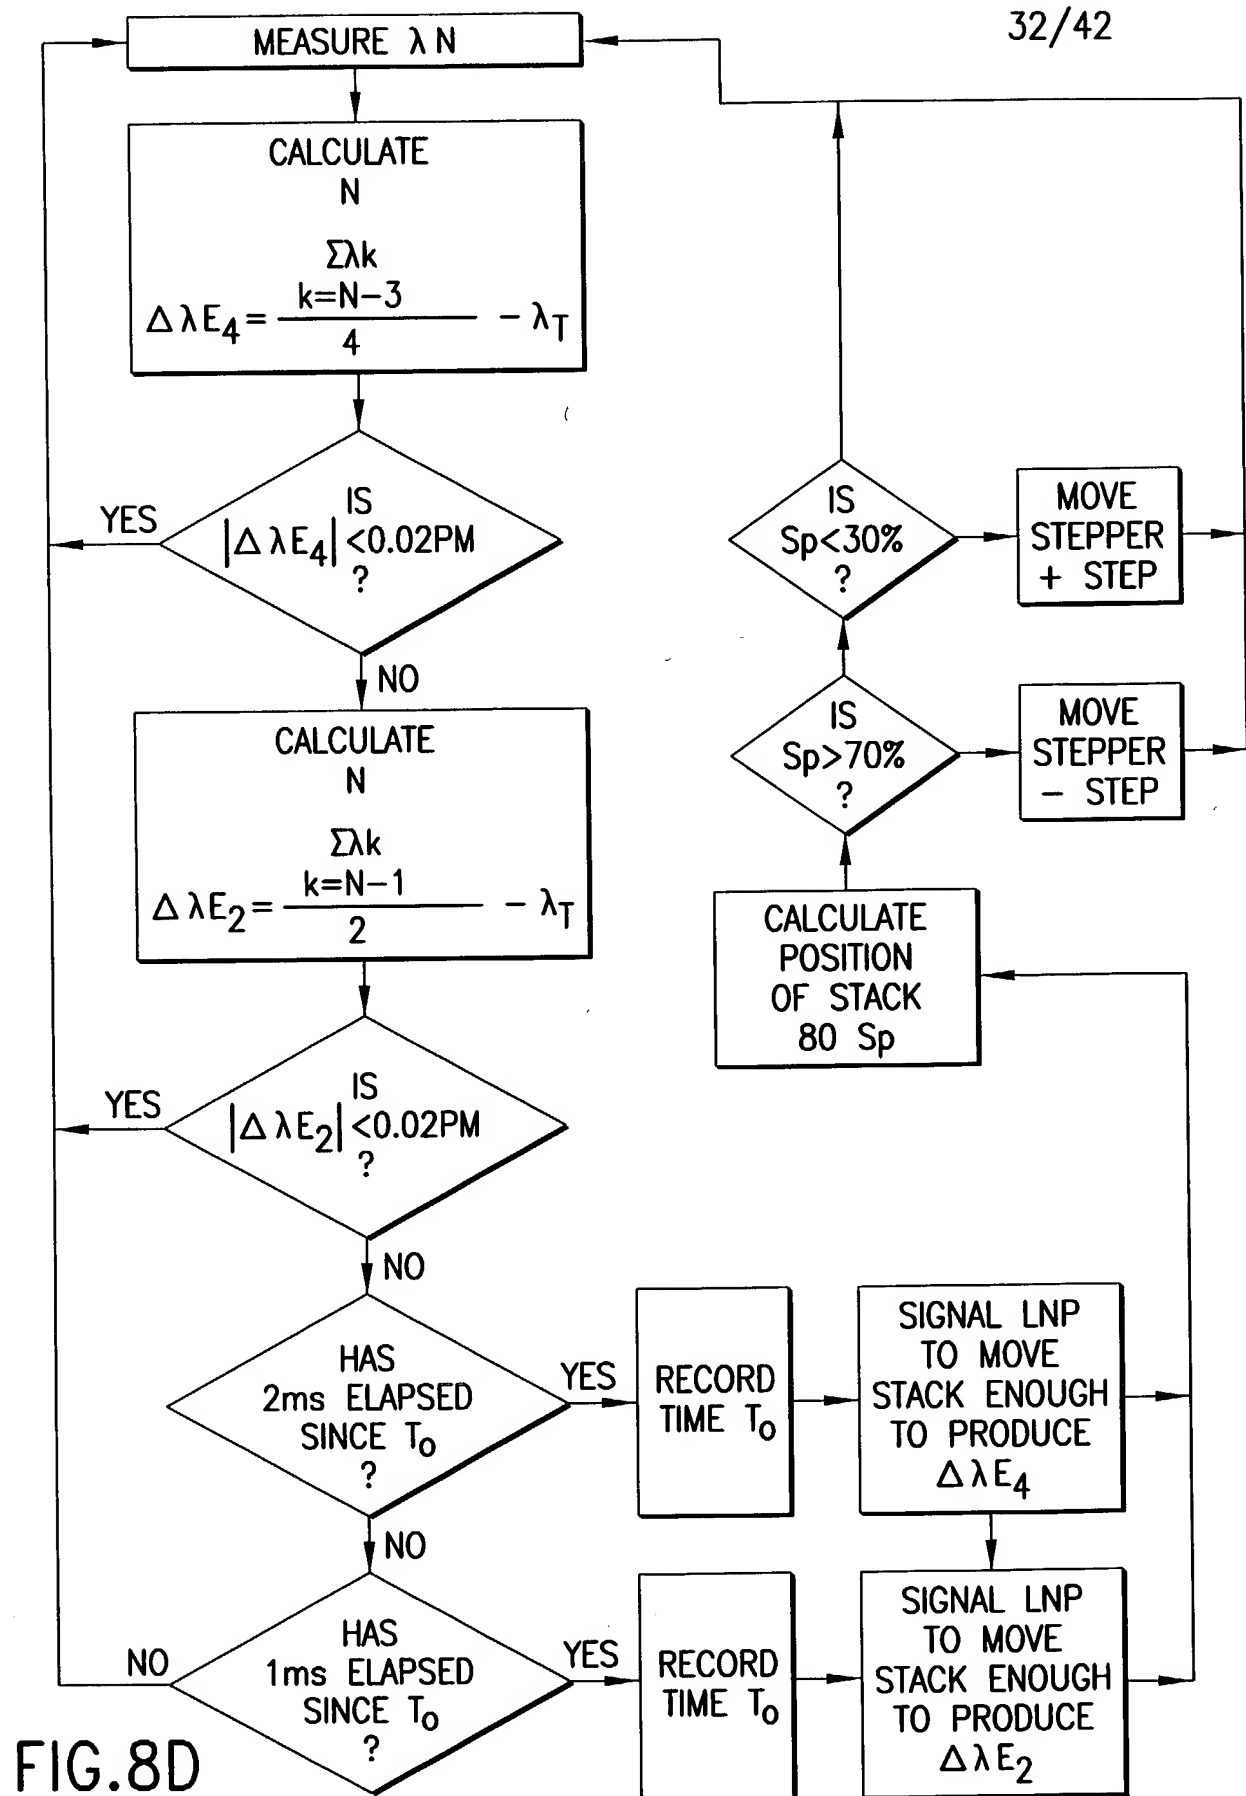 32/42
MEASURE λ N
CALCULATE
N
Σλk
k=N-3
ΔλE₄= ‾ - λT
4
IS
|ΔλE₄|<0.02PM
?
YES
NO
CALCULATE
N
Σλk
k=N-1
ΔλE₂= ‾ - λT
2
IS
|ΔλE₂|<0.02PM
?
YES
NO
HAS
2ms ELAPSED
SINCE To
?
YES
NO
RECORD
TIME To
SIGNAL LNP
TO MOVE
STACK ENOUGH
TO PRODUCE
ΔλE₄
HAS
1ms ELAPSED
SINCE To
?
NO
YES
RECORD
TIME To
SIGNAL LNP
TO MOVE
STACK ENOUGH
TO PRODUCE
ΔλE₂
CALCULATE
POSITION
OF STACK
80 Sp
IS
Sp>70%
?
MOVE
STEPPER
- STEP
IS
Sp<30%
?
MOVE
STEPPER
+ STEP
FIG.8D